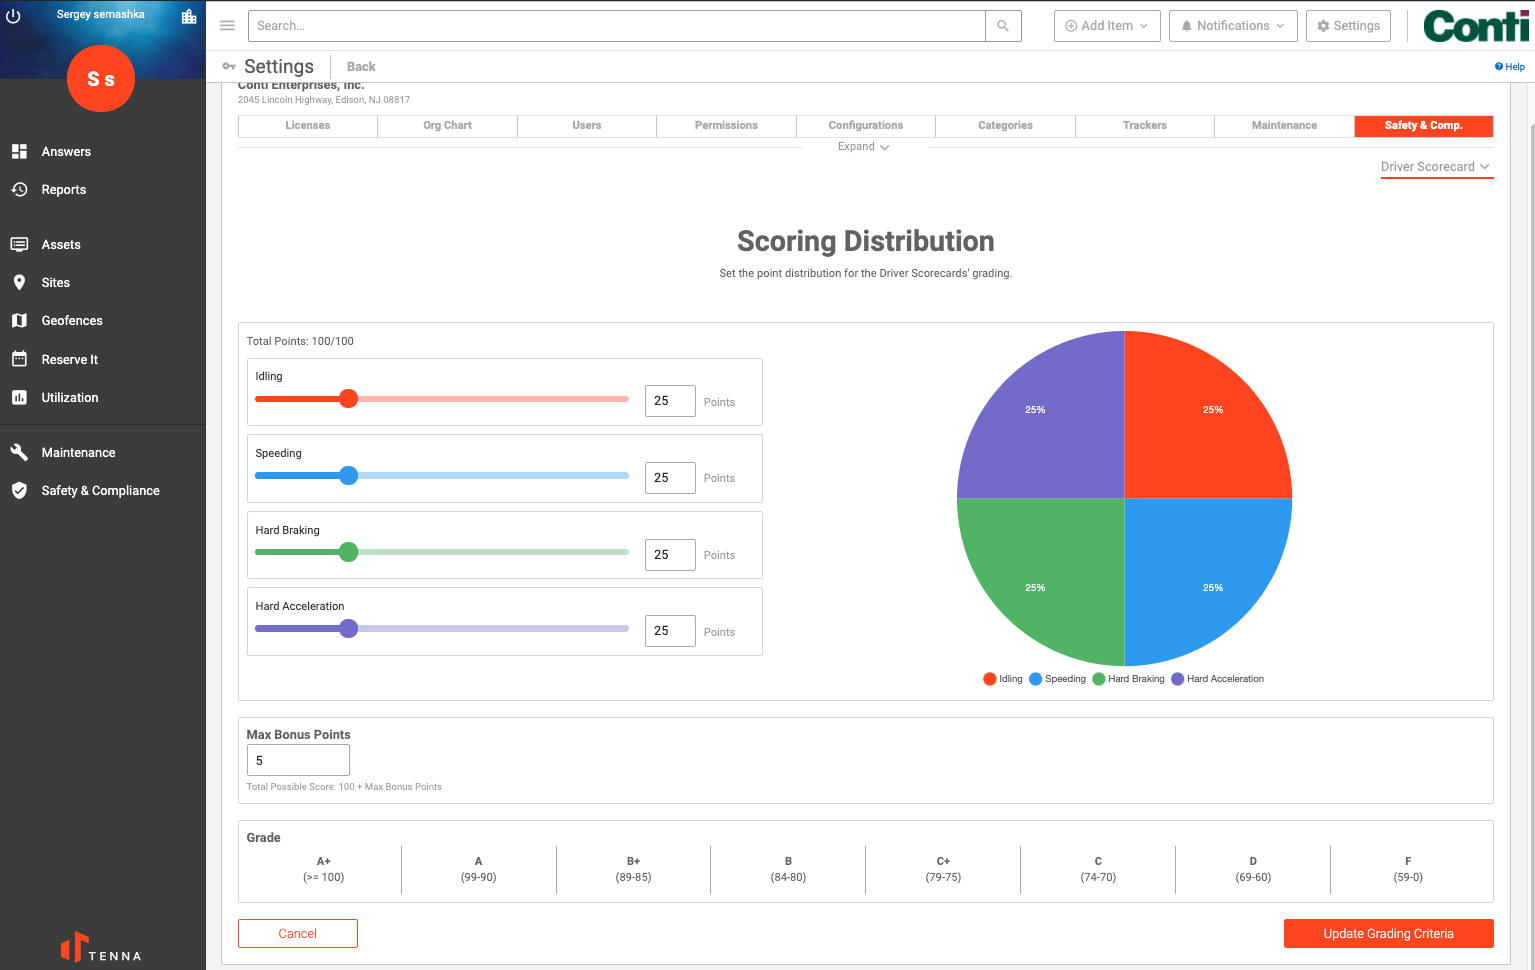 Sergey semashka
S s
Answers
Reports
Assets
Sites
Geofences
Reserve It
Utilization
Maintenance
Safety & Compliance
TENNA
Search...
Add Item
Notifications
Settings
Conti
Settings
Back
Help
Conti Enterprises, Inc.
2045 Lincoln Highway, Edison, NJ 08817
Licenses
Org Chart
Users
Permissions
Configurations
Categories
Trackers
Maintenance
Safety & Comp.
Expand
Driver Scorecard
Scoring Distribution
Set the point distribution for the Driver Scorecards' grading.
Total Points: 100/100
Idling
25 Points
Speeding
25 Points
Hard Braking
25 Points
Hard Acceleration
25 Points
25% 25%
25% 25%
Idling Speeding Hard Braking Hard Acceleration
Max Bonus Points
5
Total Possible Score: 100 + Max Bonus Points
Grade
A+ A B+ B C+ C D F
(>= 100) (99-90) (89-85) (84-80) (79-75) (74-70) (69-60) (59-0)
Cancel
Update Grading Criteria